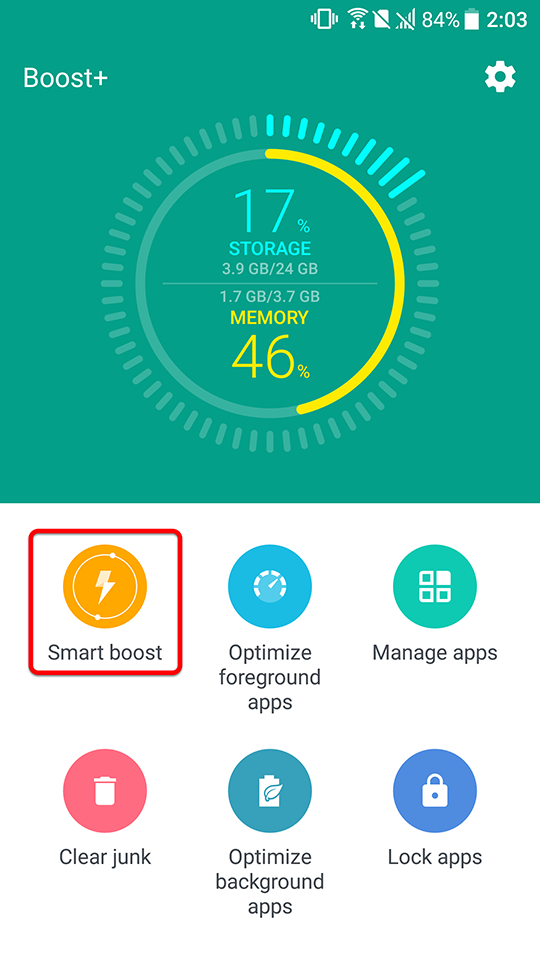 84% 2:03
Boost+
17%
STORAGE
3.9 GB/24 GB
1.7 GB/3.7 GB
MEMORY
46%
Smart boost
Optimize
foreground
apps
Manage apps
Clear junk
Optimize
background
apps
Lock apps